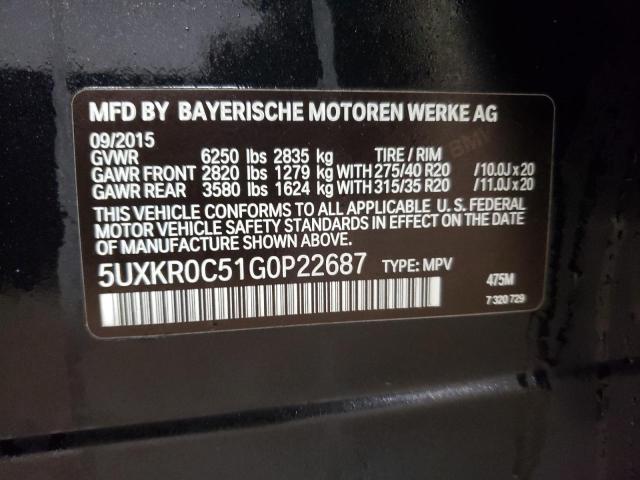 MFD BY BAYERISCHE MOTOREN WERKE AG
09/2015
GVWR 6250 lbs 2835 kg TIRE / RIM
GAWR FRONT 2820 lbs 1279 kg WITH 275/40 R20 /10.0J x 20
GAWR REAR 3580 lbs 1624 kg WITH 315/35 R20 /11.0J x 20
THIS VEHICLE CONFORMS TO ALL APPLICABLE U. S. FEDERAL
MOTOR VEHICLE SAFETY STANDARDS IN EFFECT ON THE DATE
OF MANUFACTURE SHOWN ABOVE.
5UXKR0C51G0P22687 TYPE: MPV 475M
7 320 729
BMW